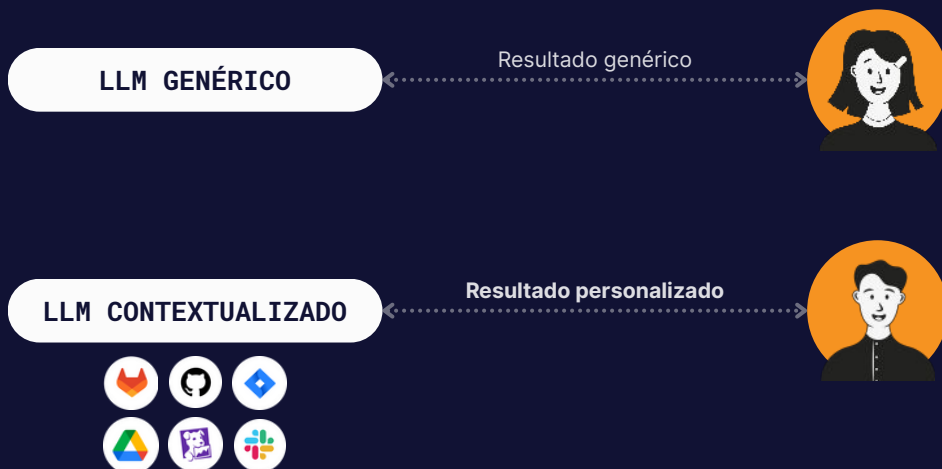 LLM GENÉRICO
Resultado genérico
LLM CONTEXTUALIZADO
Resultado personalizado